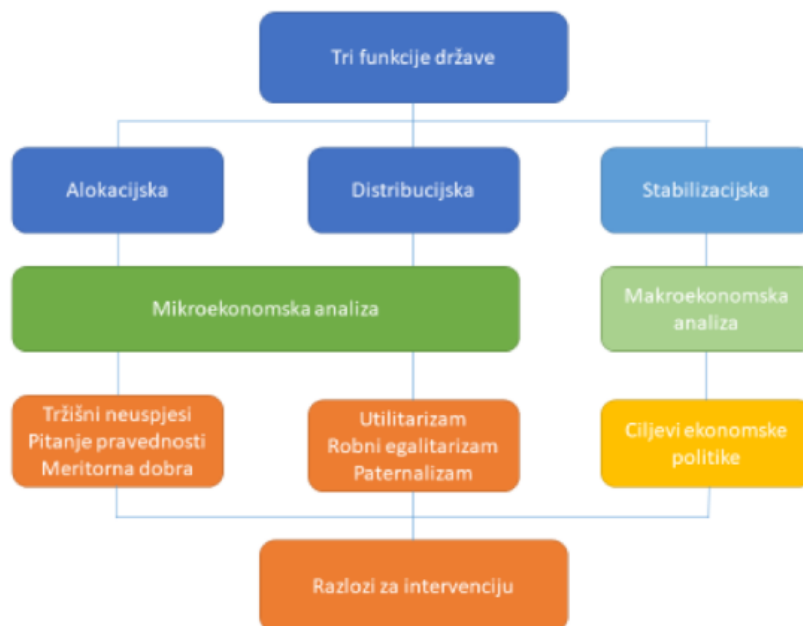 Tri funkcije države
Alokacijska
Distribucijska
Stabilizacijska
Mikroekonomska analiza
Makroekonomska
analiza
Tržišni neuspjesi
Pitanje pravednosti
Meritorna dobra
Utilitarizam
Robni egalitarizam
Paternalizam
Ciljevi ekonomske
politike
Razlozi za intervenciju